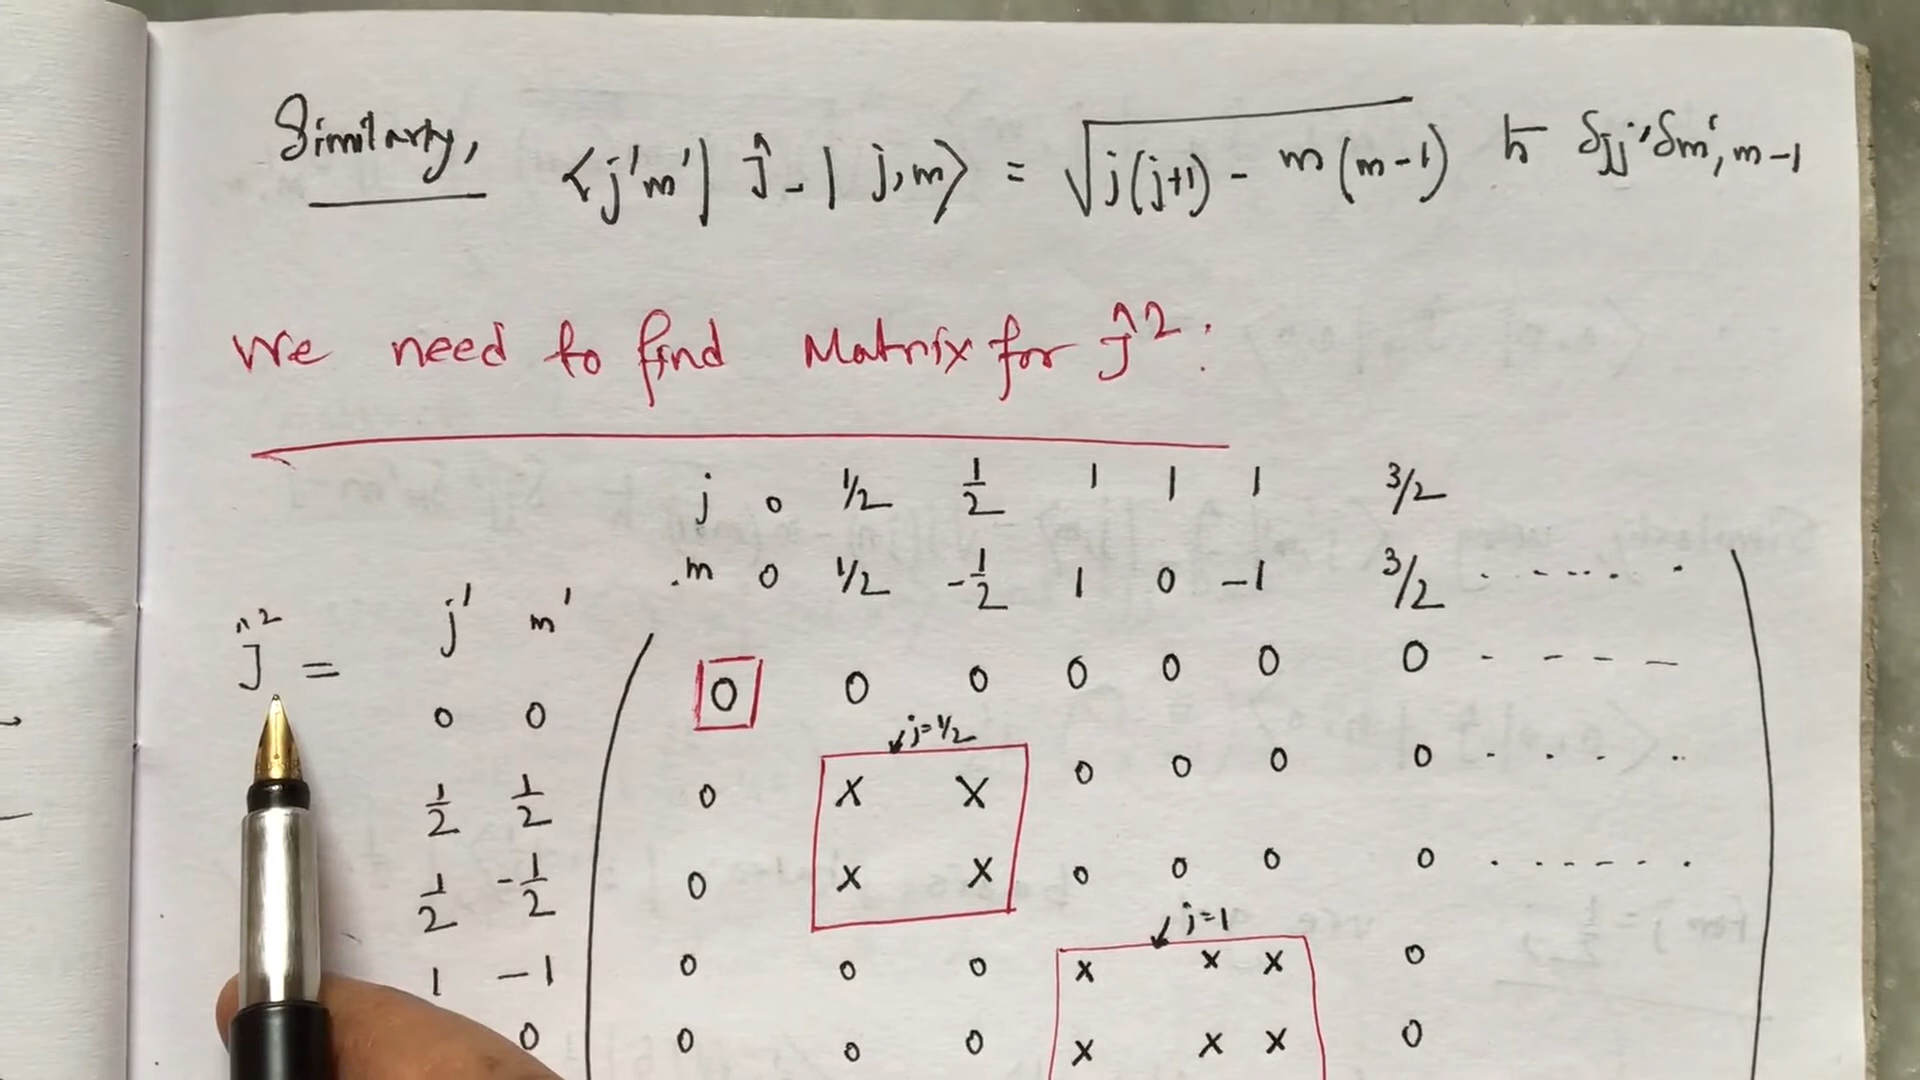 Similarly, ⟨j'm'| ĵ₋ | j,m⟩ = √j(j+1) - m(m-1) ħ δjj' δm', m-1
We need to find Matrix for Ĵ² :
j 0 1/2 1/2 1 1 1 3/2
m 0 1/2 -1/2 1 0 -1 3/2 . . . . . .
j' m'
Ĵ² =
0 0 0 0 0 0 0 0 0 - - - -
j=1/2
1/2 1/2 0 x x 0 0 0 0 . . . .
1/2 -1/2 0 x x 0 0 0 0 . . . . . .
j=1
1 -1 0 0 0 x x x 0
0 0 0 0 x x x 0